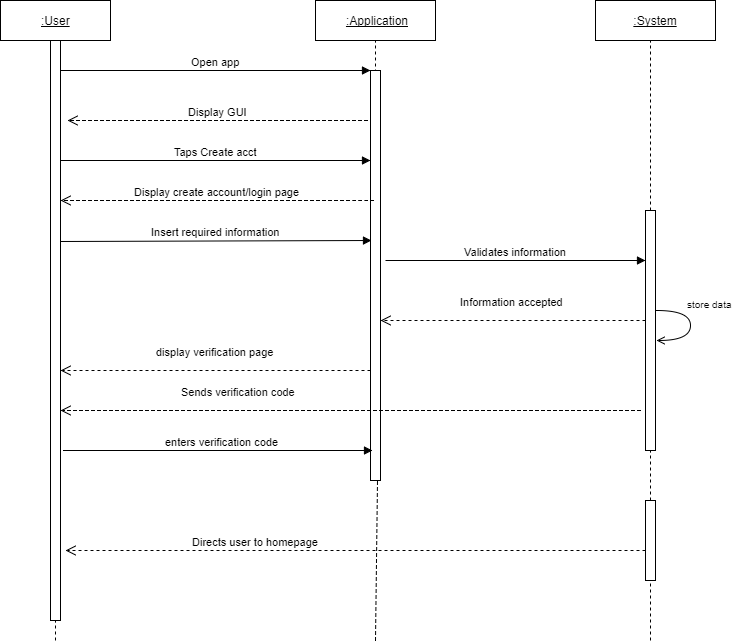 :User
:Application
:System
Open app
Display GUI
Taps Create acct
Display create account/login page
Insert required information
Validates information
Information accepted
store data
display verification page
Sends verification code
enters verification code
Directs user to homepage